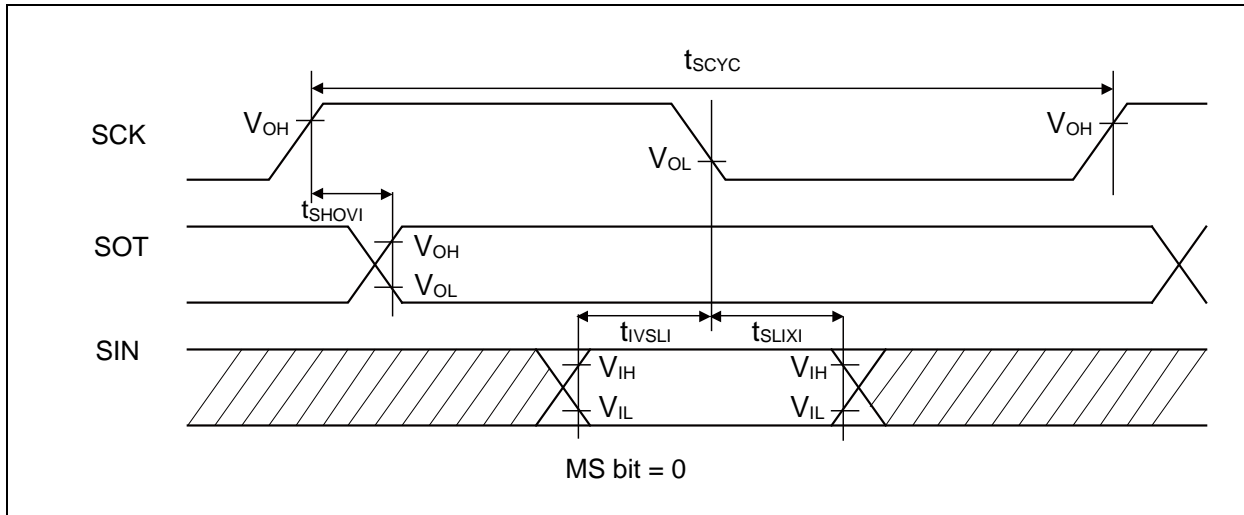 tSCYC
SCK
VOH
VOL
VOH
tSHOVI
SOT
VOH
VOL
SIN
tIVSLI
tSLIXI
VIH
VIL
VIH
VIL
MS bit = 0